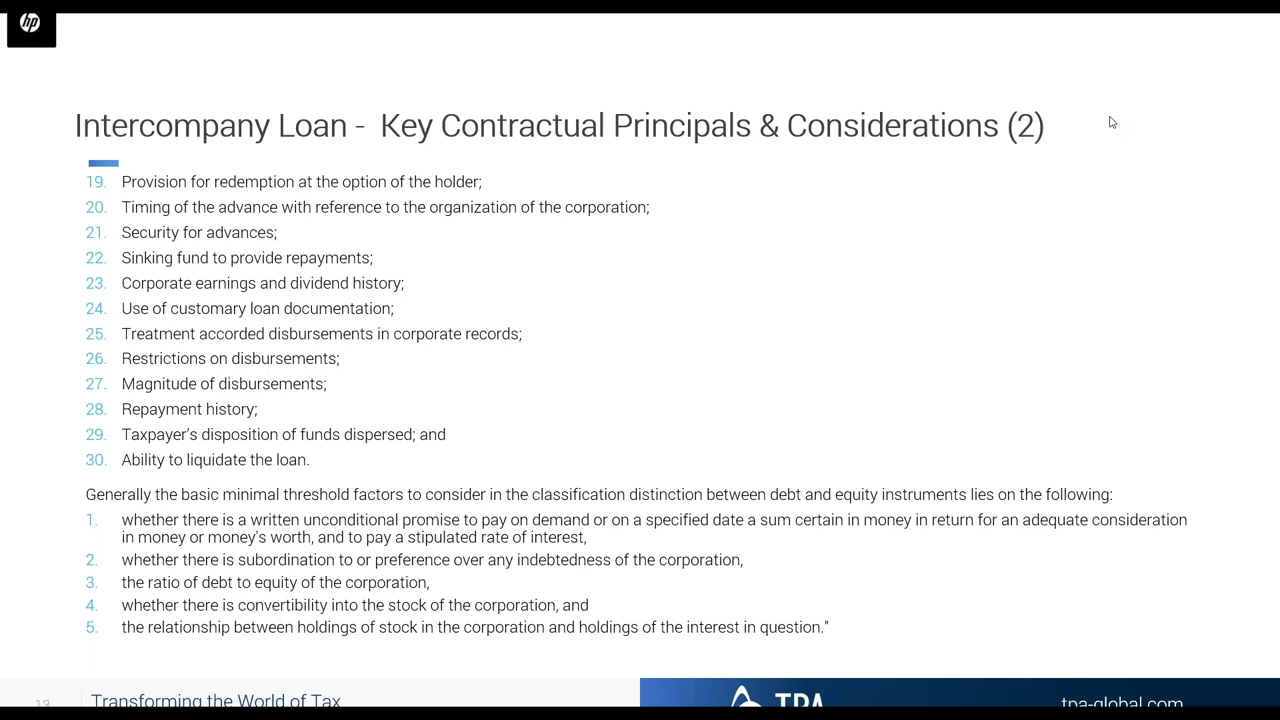 hp
Intercompany Loan - Key Contractual Principals & Considerations (2)
19. Provision for redemption at the option of the holder;
20. Timing of the advance with reference to the organization of the corporation;
21. Security for advances;
22. Sinking fund to provide repayments;
23. Corporate earnings and dividend history;
24. Use of customary loan documentation;
25. Treatment accorded disbursements in corporate records;
26. Restrictions on disbursements;
27. Magnitude of disbursements;
28. Repayment history;
29. Taxpayer's disposition of funds dispersed; and
30. Ability to liquidate the loan.
Generally the basic minimal threshold factors to consider in the classification distinction between debt and equity instruments lies on the following:
1. whether there is a written unconditional promise to pay on demand or on a specified date a sum certain in money in return for an adequate consideration
in money or money's worth, and to pay a stipulated rate of interest,
2. whether there is subordination to or preference over any indebtedness of the corporation,
3. the ratio of debt to equity of the corporation,
4. whether there is convertibility into the stock of the corporation, and
5. the relationship between holdings of stock in the corporation and holdings of the interest in question."
13 Transforming the World of Tax
TPA
tpa-global.com